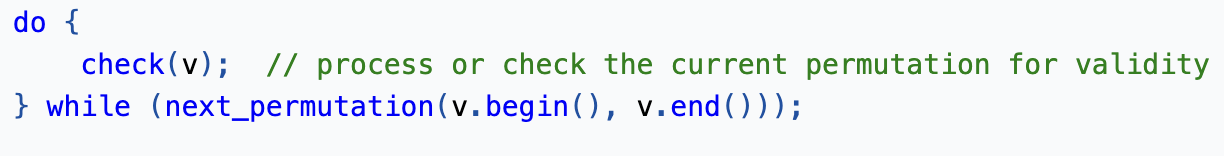 do {
    check(v);  // process or check the current permutation for validity
} while (next_permutation(v.begin(), v.end()));